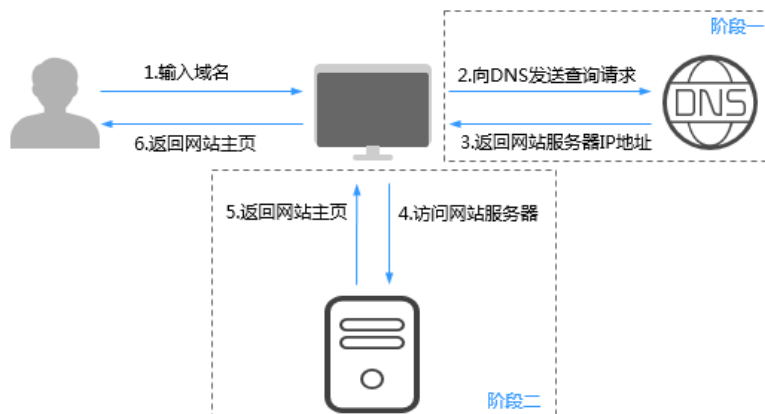 阶段一
1.输入域名
2.向DNS发送查询请求
DNS
6.返回网站主页
3.返回网站服务器IP地址
5.返回网站主页
4.访问网站服务器
阶段二